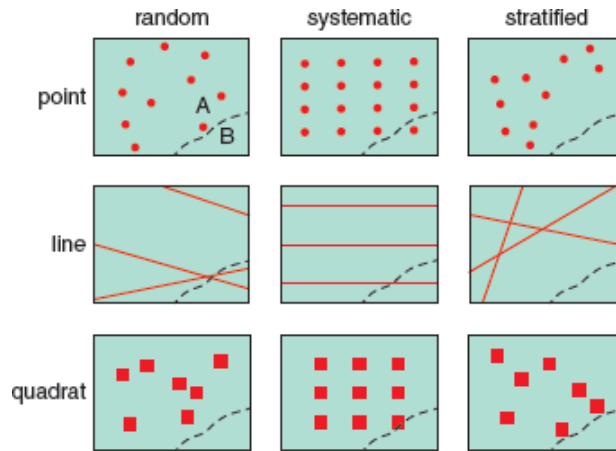 random systematic stratified
point
A
B
line
quadrat